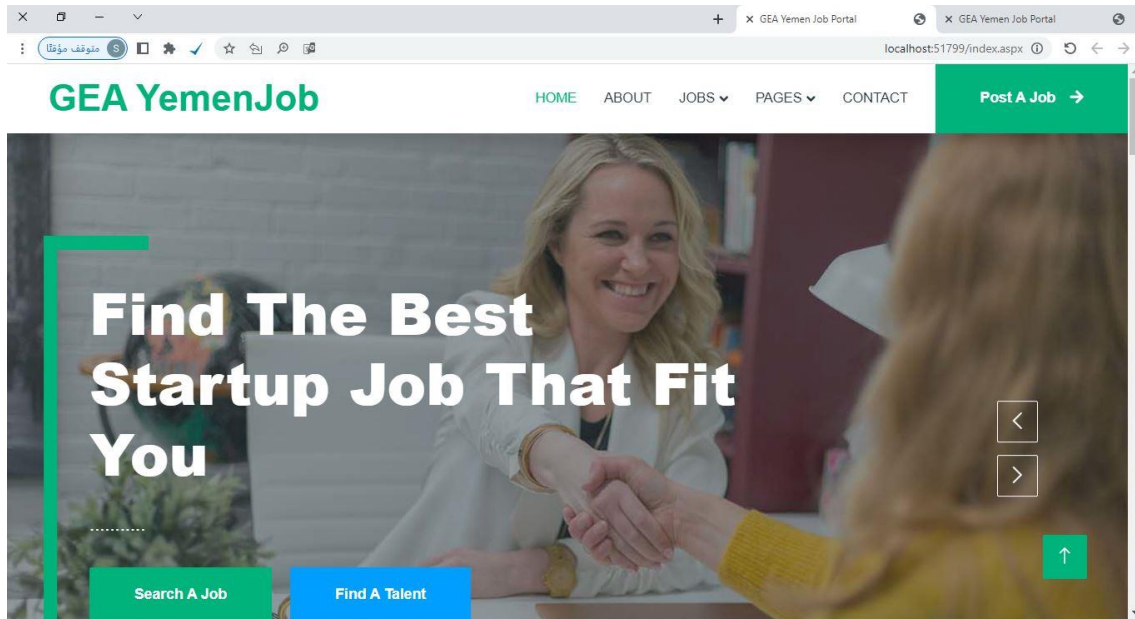 GEA Yemen Job Portal
GEA Yemen Job Portal
متوقف مؤقتًا S
localhost:51799/index.aspx
GEA YemenJob
HOME ABOUT JOBS PAGES CONTACT Post A Job
Find The Best
Startup Job That Fit
You
...........
Search A Job Find A Talent